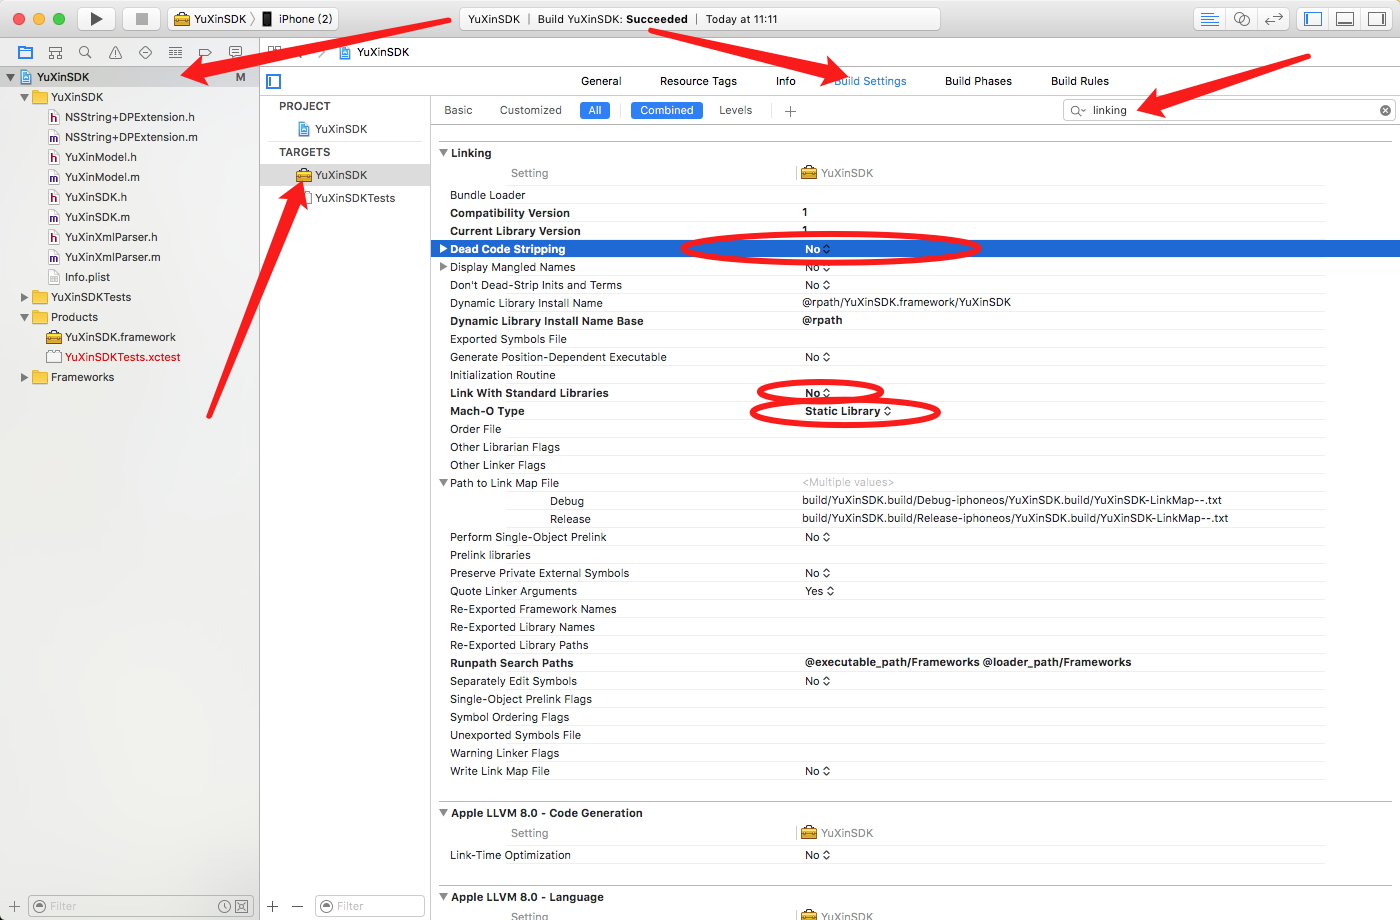 YuXinSDK iPhone (2)
YuXinSDK | Build YuXinSDK: Succeeded | Today at 11:11
YuXinSDK
YuXinSDK M
YuXinSDK
NSString+DPExtension.h
NSString+DPExtension.m
YuXinModel.h
YuXinModel.m
YuXinSDK.h
YuXinSDK.m
YuXinXmlParser.h
YuXinXmlParser.m
Info.plist
YuXinSDKTests
Products
YuXinSDK.framework
YuXinSDKTests.xctest
Frameworks
Filter
General Resource Tags Info Build Settings Build Phases Build Rules
PROJECT
YuXinSDK
TARGETS
YuXinSDK
YuXinSDKTests
Filter
Basic Customized All Combined Levels linking
Linking
Setting YuXinSDK
Bundle Loader
Compatibility Version 1
Current Library Version 1
Dead Code Stripping No
Display Mangled Names No
Don't Dead-Strip Inits and Terms No
Dynamic Library Install Name @rpath/YuXinSDK.framework/YuXinSDK
Dynamic Library Install Name Base @rpath
Exported Symbols File
Generate Position-Dependent Executable No
Initialization Routine
Link With Standard Libraries No
Mach-O Type Static Library
Order File
Other Librarian Flags
Other Linker Flags
Path to Link Map File <Multiple values>
Debug build/YuXinSDK.build/Debug-iphoneos/YuXinSDK.build/YuXinSDK-LinkMap--.txt
Release build/YuXinSDK.build/Release-iphoneos/YuXinSDK.build/YuXinSDK-LinkMap--.txt
Perform Single-Object Prelink No
Prelink libraries
Preserve Private External Symbols No
Quote Linker Arguments Yes
Re-Exported Framework Names
Re-Exported Library Names
Re-Exported Library Paths
Runpath Search Paths @executable_path/Frameworks @loader_path/Frameworks
Separately Edit Symbols No
Single-Object Prelink Flags
Symbol Ordering Flags
Unexported Symbols File
Warning Linker Flags
Write Link Map File No
Apple LLVM 8.0 - Code Generation
Setting YuXinSDK
Link-Time Optimization No
Apple LLVM 8.0 - Language
Setting YuXinSDK